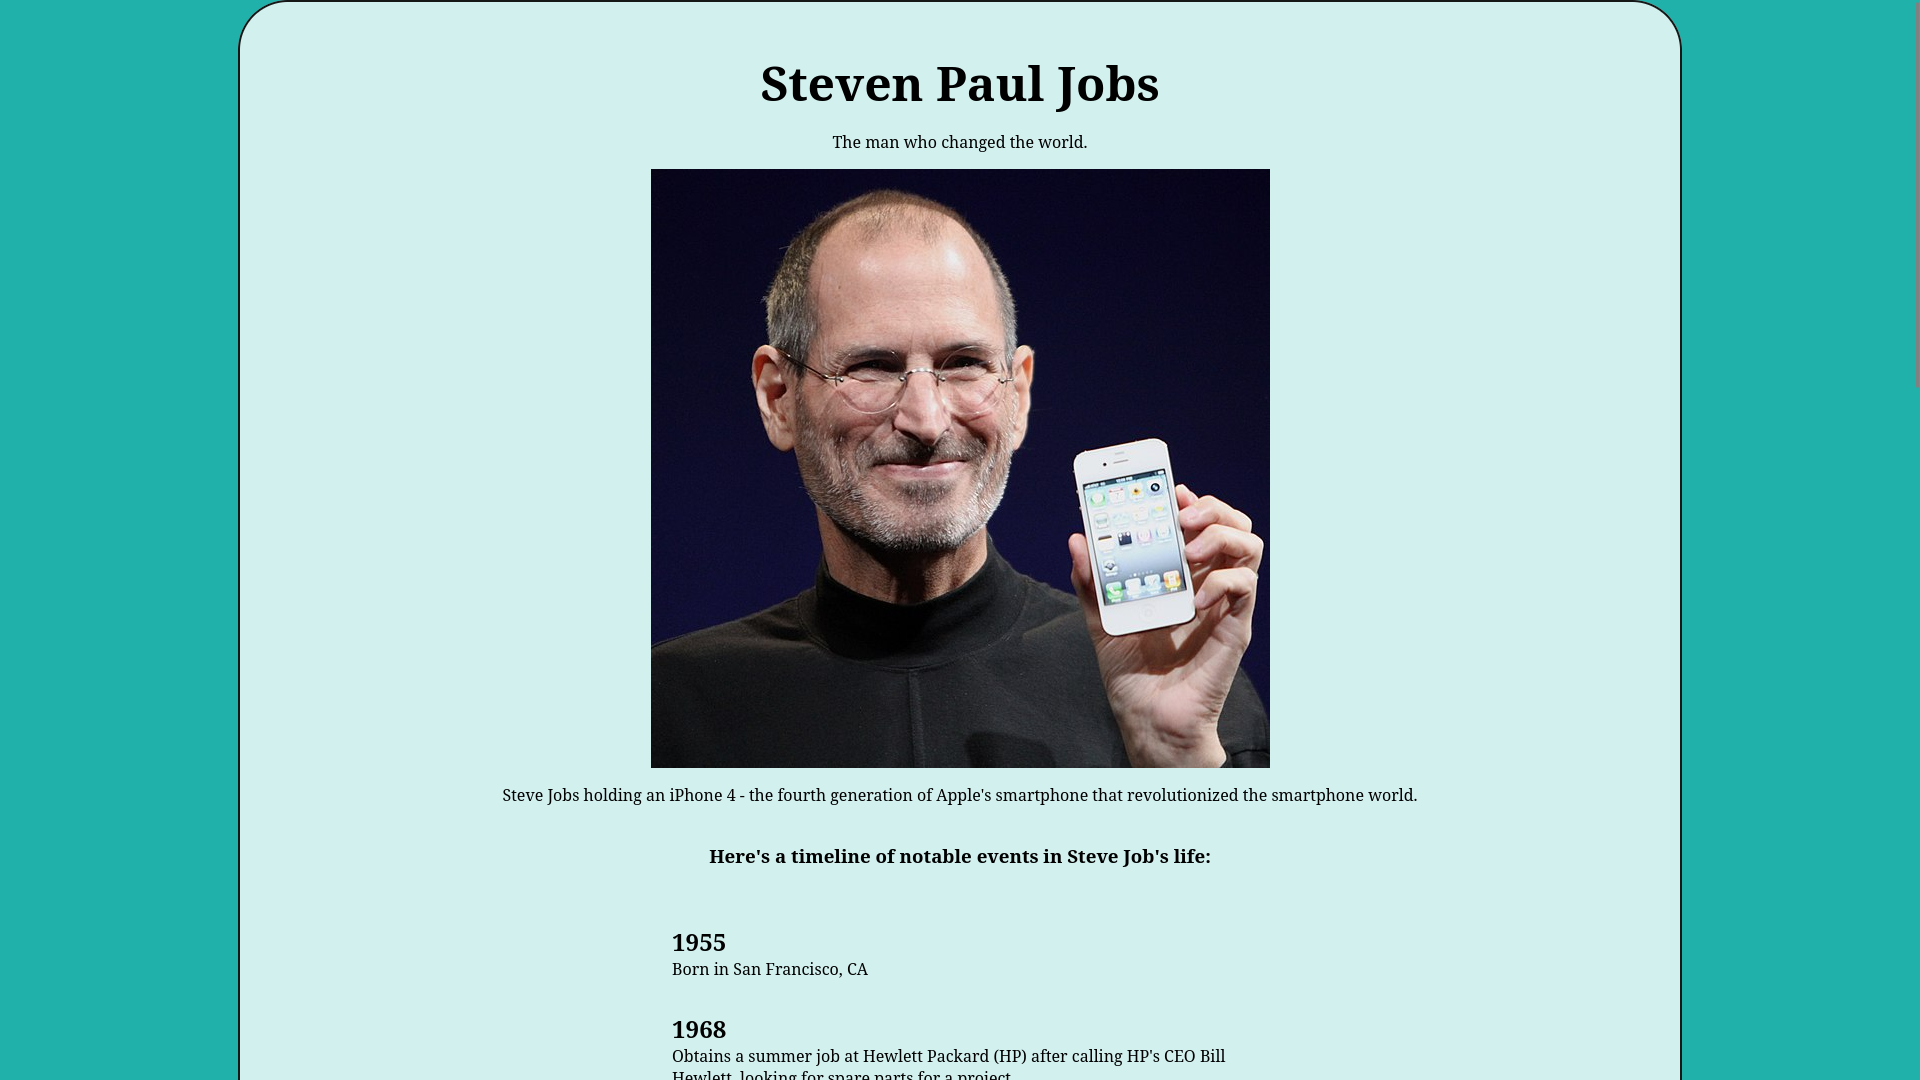 Steven Paul Jobs
The man who changed the world.
Steve Jobs holding an iPhone 4 - the fourth generation of Apple's smartphone that revolutionized the smartphone world.
Here's a timeline of notable events in Steve Job's life:
1955
Born in San Francisco, CA
1968
Obtains a summer job at Hewlett Packard (HP) after calling HP's CEO Bill
Hewlett, looking for spare parts for a project.